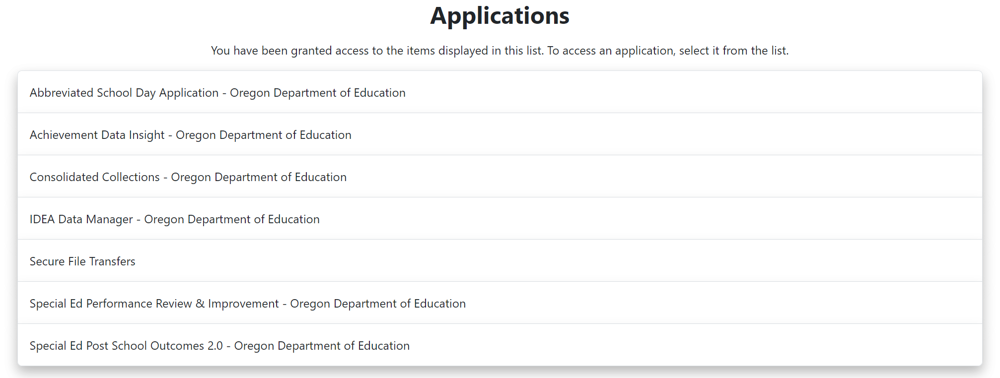 Applications
You have been granted access to the items displayed in this list. To access an application, select it from the list.
Abbreviated School Day Application - Oregon Department of Education
Achievement Data Insight - Oregon Department of Education
Consolidated Collections - Oregon Department of Education
IDEA Data Manager - Oregon Department of Education
Secure File Transfers
Special Ed Performance Review & Improvement - Oregon Department of Education
Special Ed Post School Outcomes 2.0 - Oregon Department of Education